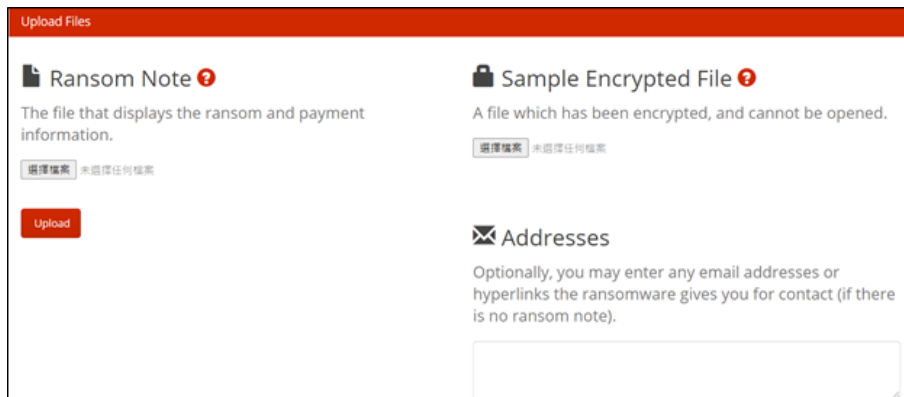 Upload Files
Ransom Note ?
The file that displays the ransom and payment
information.
選擇檔案 未選擇任何檔案
Upload
Sample Encrypted File ?
A file which has been encrypted, and cannot be opened.
選擇檔案 未選擇任何檔案
Addresses
Optionally, you may enter any email addresses or
hyperlinks the ransomware gives you for contact (if there
is no ransom note).